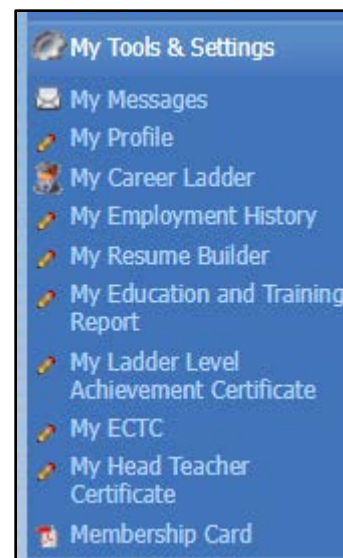 My Tools & Settings
My Messages
My Profile
My Career Ladder
My Employment History
My Resume Builder
My Education and Training
Report
My Ladder Level
Achievement Certificate
My ECTC
My Head Teacher
Certificate
Membership Card